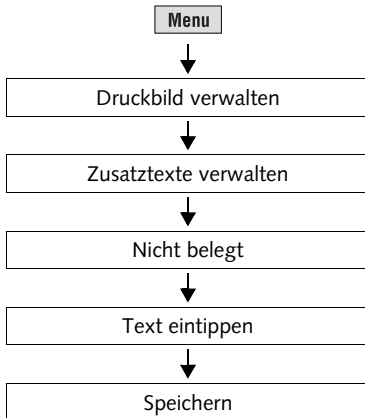 Menu
Druckbild verwalten
Zusatztexte verwalten
Nicht belegt
Text eintippen
Speichern